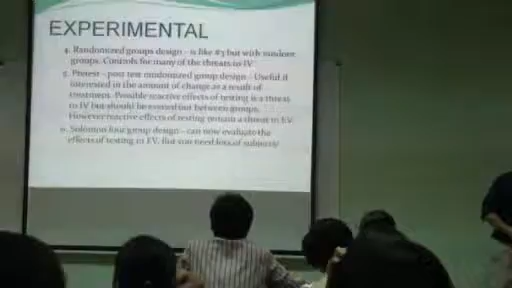 EXPERIMENTAL
4. Randomized groups design - is like #3 but with random
groups. Controls for many of the threats to IV.
5. Pretest - post test randomized group design - Useful if
interested in the amount of change as a result of
treatment. Possible reactive effects of testing is a threat
to IV but should be evened out between groups.
However reactive effects of testing remain a threat to EV.
6. Solomon four group design - can now evaluate the
effects of testing to EV. But you need lots of subjects!